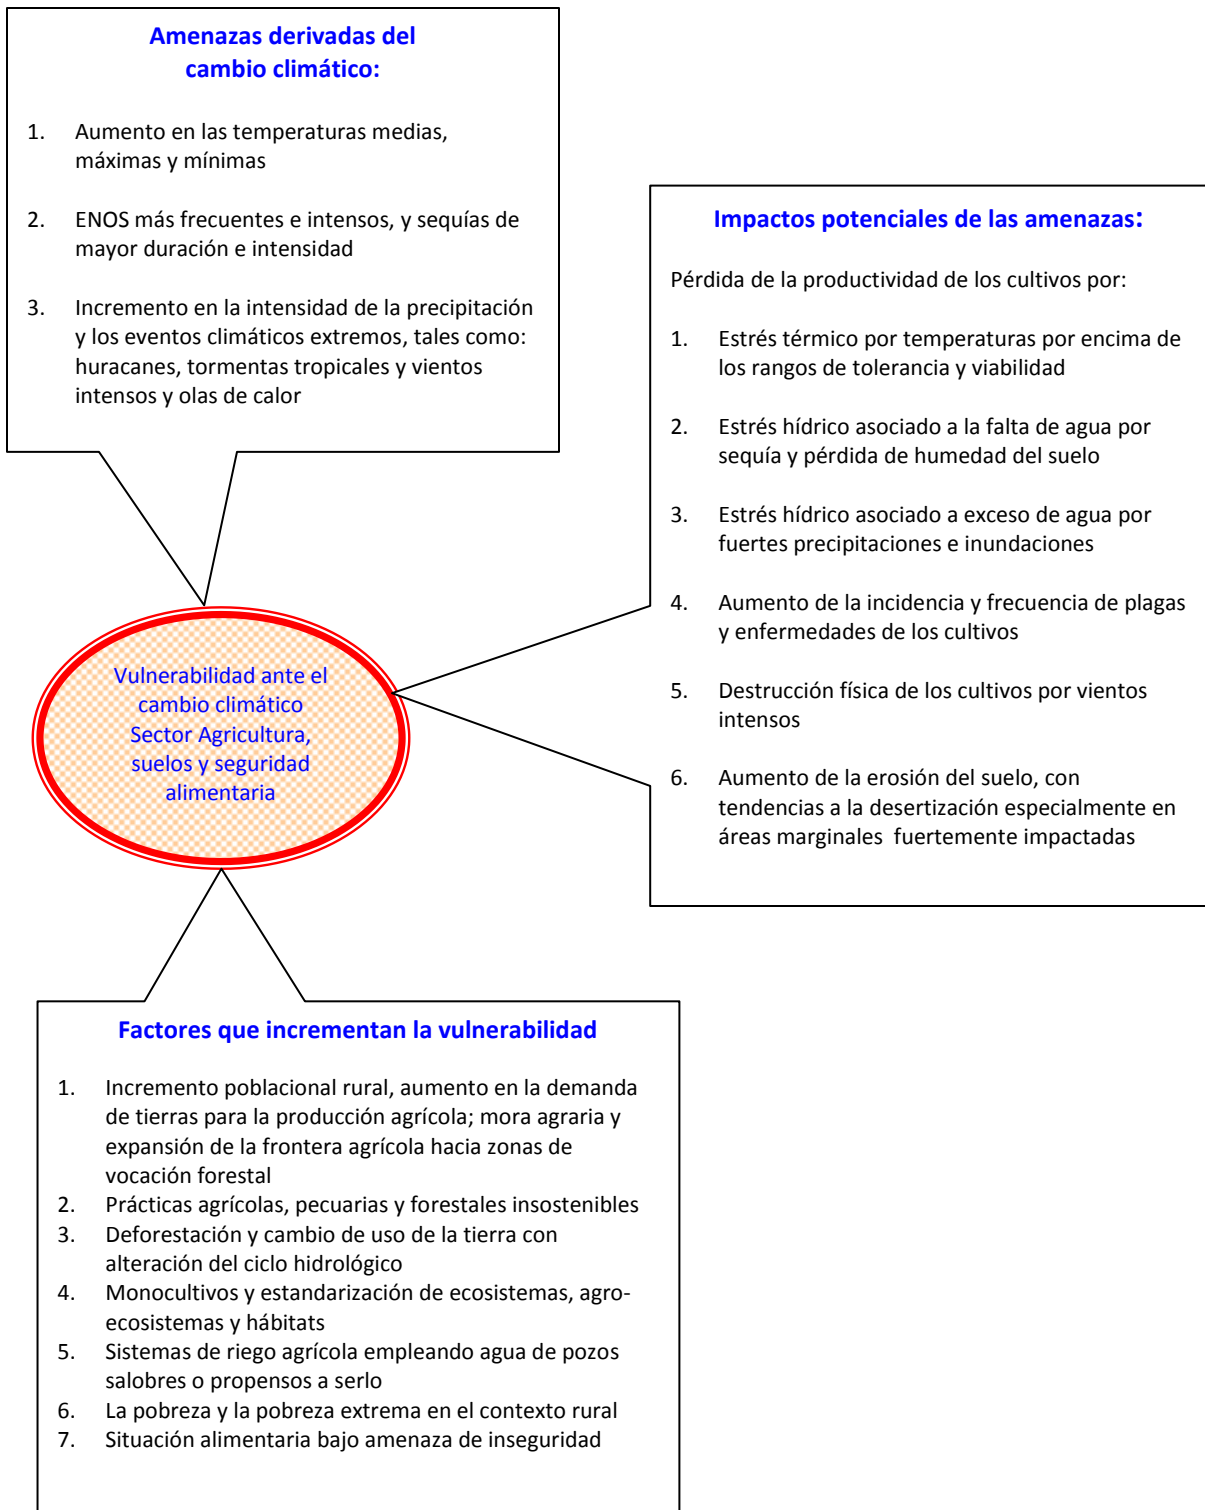 Amenazas derivadas del
cambio climático:
1. Aumento en las temperaturas medias,
máximas y mínimas
2. ENOS más frecuentes e intensos, y sequías de
mayor duración e intensidad
3. Incremento en la intensidad de la precipitación
y los eventos climáticos extremos, tales como:
huracanes, tormentas tropicales y vientos
intensos y olas de calor
Impactos potenciales de las amenazas:
Pérdida de la productividad de los cultivos por:
1. Estrés térmico por temperaturas por encima de
los rangos de tolerancia y viabilidad
2. Estrés hídrico asociado a la falta de agua por
sequía y pérdida de humedad del suelo
3. Estrés hídrico asociado a exceso de agua por
fuertes precipitaciones e inundaciones
4. Aumento de la incidencia y frecuencia de plagas
y enfermedades de los cultivos
5. Destrucción física de los cultivos por vientos
intensos
6. Aumento de la erosión del suelo, con
tendencias a la desertización especialmente en
áreas marginales fuertemente impactadas
Vulnerabilidad ante el
cambio climático
Sector Agricultura,
suelos y seguridad
alimentaria
Factores que incrementan la vulnerabilidad
1. Incremento poblacional rural, aumento en la demanda
de tierras para la producción agrícola; mora agraria y
expansión de la frontera agrícola hacia zonas de
vocación forestal
2. Prácticas agrícolas, pecuarias y forestales insostenibles
3. Deforestación y cambio de uso de la tierra con
alteración del ciclo hidrológico
4. Monocultivos y estandarización de ecosistemas, agro-
ecosistemas y hábitats
5. Sistemas de riego agrícola empleando agua de pozos
salobres o propensos a serlo
6. La pobreza y la pobreza extrema en el contexto rural
7. Situación alimentaria bajo amenaza de inseguridad